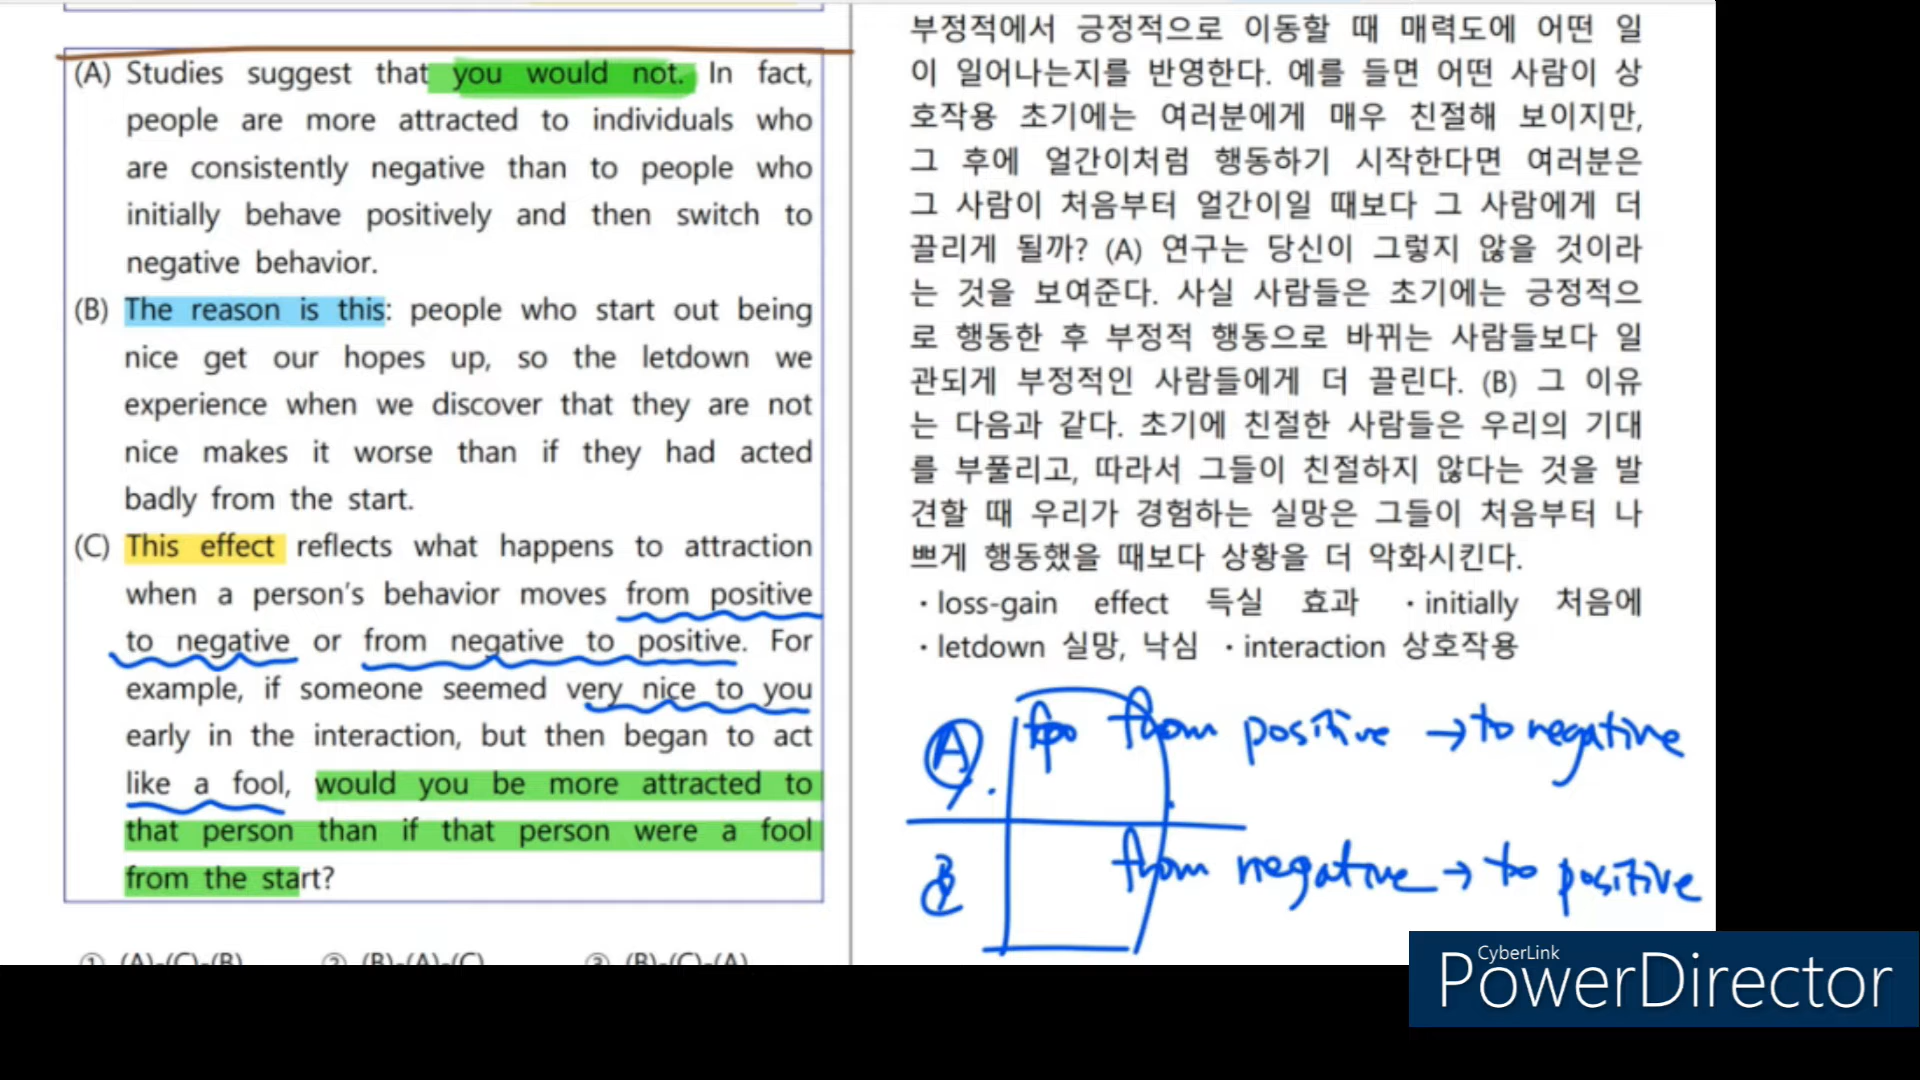 (A) Studies suggest that you would not. In fact,
people are more attracted to individuals who
are consistently negative than to people who
initially behave positively and then switch to
negative behavior.
(B) The reason is this: people who start out being
nice get our hopes up, so the letdown we
experience when we discover that they are not
nice makes it worse than if they had acted
badly from the start.
(C) This effect reflects what happens to attraction
when a person's behavior moves from positive
to negative or from negative to positive. For
example, if someone seemed very nice to you
early in the interaction, but then began to act
like a fool, would you be more attracted to
that person than if that person were a fool
from the start?
① (A)-(C)-(B) ② (B)-(A)-(C) ③ (B)-(C)-(A)
부정적에서 긍정적으로 이동할 때 매력도에 어떤 일
이 일어나는지를 반영한다. 예를 들면 어떤 사람이 상
호작용 초기에는 여러분에게 매우 친절해 보이지만,
그 후에 얼간이처럼 행동하기 시작한다면 여러분은
그 사람이 처음부터 얼간이일 때보다 그 사람에게 더
끌리게 될까? (A) 연구는 당신이 그렇지 않을 것이라
는 것을 보여준다. 사실 사람들은 초기에는 긍정적으
로 행동한 후 부정적 행동으로 바뀌는 사람들보다 일
관되게 부정적인 사람들에게 더 끌린다. (B) 그 이유
는 다음과 같다. 초기에 친절한 사람들은 우리의 기대
를 부풀리고, 따라서 그들이 친절하지 않다는 것을 발
견할 때 우리가 경험하는 실망은 그들이 처음부터 나
쁘게 행동했을 때보다 상황을 더 악화시킨다.
· loss-gain effect 득실 효과 · initially 처음에
· letdown 실망, 낙심 · interaction 상호작용
A from positive → to negative
B from negative → to positive
CyberLink
PowerDirector